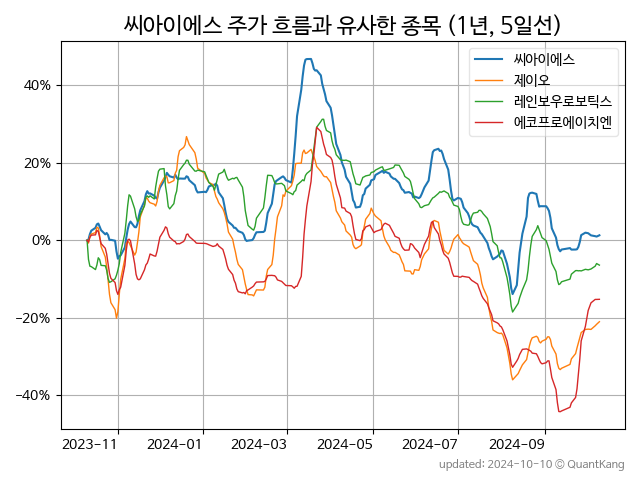 씨아이에스 주가 흐름과 유사한 종목 (1년, 5일선)
씨아이에스
제이오
레인보우로보틱스
에코프로에이치엔
40%
20%
0%
−20%
−40%
2023-11 2024-01 2024-03 2024-05 2024-07 2024-09
updated: 2024-10-10 © QuantKang